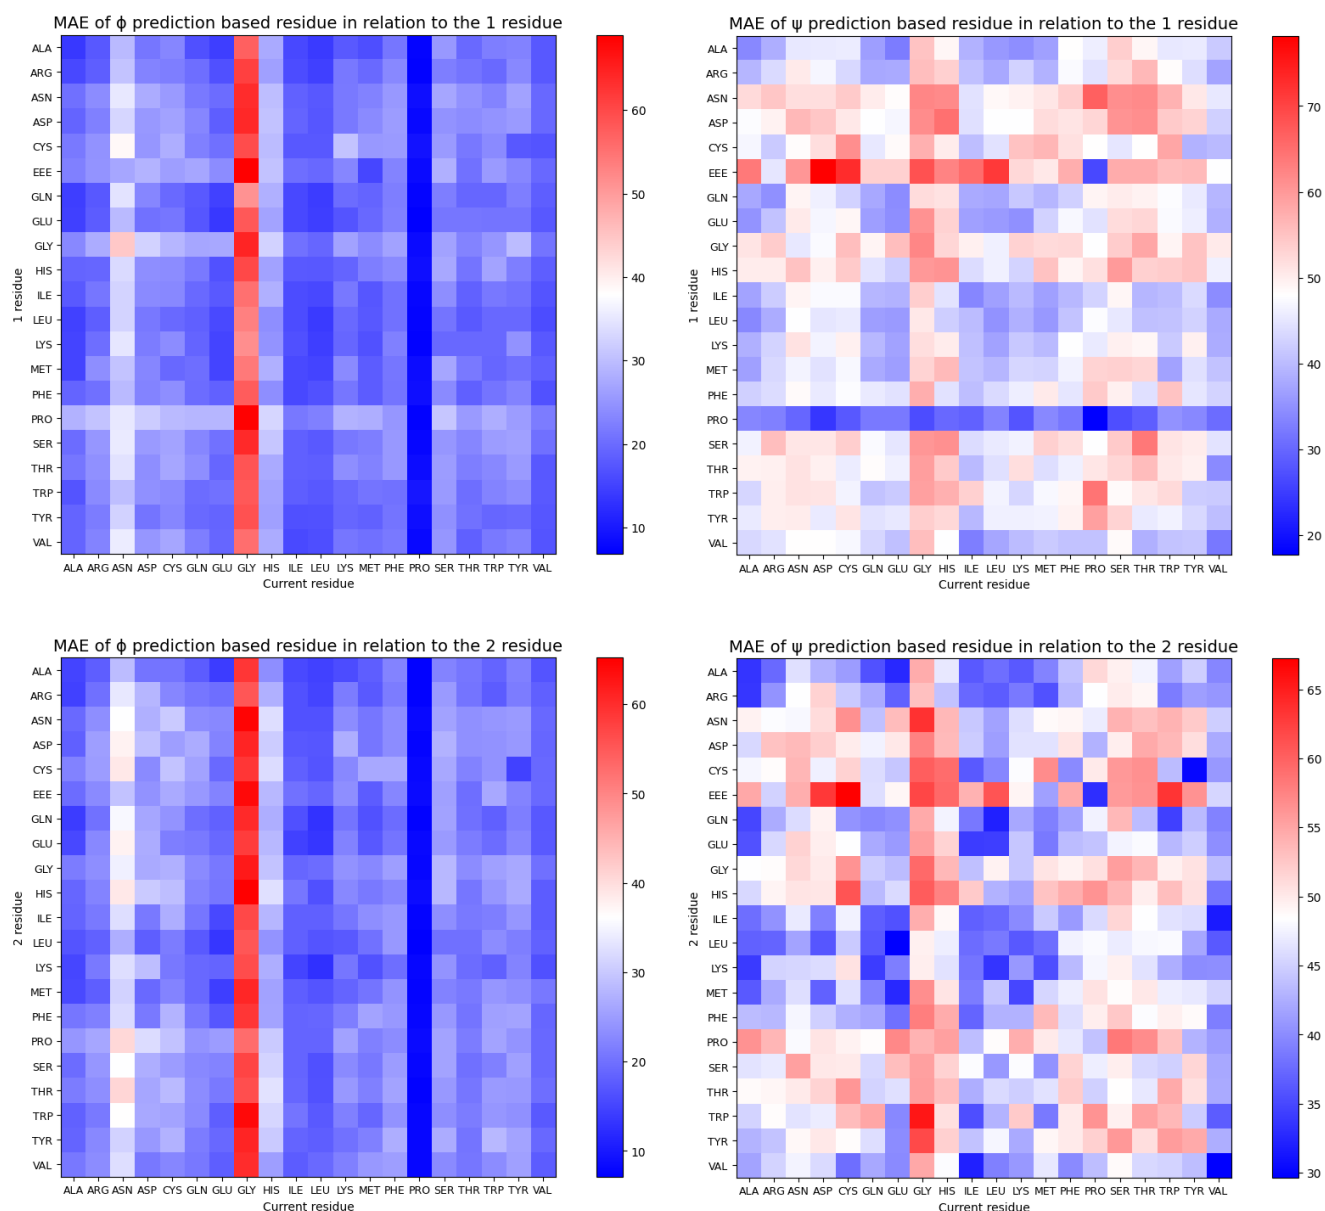 MAE of ϕ prediction based residue in relation to the 1 residue
ALA
ARG
ASN
ASP
CYS
EEE
GLN
GLU
GLY
HIS
ILE
LEU
LYS
MET
PHE
PRO
SER
THR
TRP
TYR
VAL
1 residue
ALA ARG ASN ASP CYS GLN GLU GLY HIS ILE LEU LYS MET PHE PRO SER THR TRP TYR VAL
Current residue
60
50
40
30
20
10
MAE of ψ prediction based residue in relation to the 1 residue
ALA
ARG
ASN
ASP
CYS
EEE
GLN
GLU
GLY
HIS
ILE
LEU
LYS
MET
PHE
PRO
SER
THR
TRP
TYR
VAL
1 residue
ALA ARG ASN ASP CYS GLN GLU GLY HIS ILE LEU LYS MET PHE PRO SER THR TRP TYR VAL
Current residue
70
60
50
40
30
20
MAE of ϕ prediction based residue in relation to the 2 residue
ALA
ARG
ASN
ASP
CYS
EEE
GLN
GLU
GLY
HIS
ILE
LEU
LYS
MET
PHE
PRO
SER
THR
TRP
TYR
VAL
2 residue
ALA ARG ASN ASP CYS GLN GLU GLY HIS ILE LEU LYS MET PHE PRO SER THR TRP TYR VAL
Current residue
60
50
40
30
20
10
MAE of ψ prediction based residue in relation to the 2 residue
ALA
ARG
ASN
ASP
CYS
EEE
GLN
GLU
GLY
HIS
ILE
LEU
LYS
MET
PHE
PRO
SER
THR
TRP
TYR
VAL
2 residue
ALA ARG ASN ASP CYS GLN GLU GLY HIS ILE LEU LYS MET PHE PRO SER THR TRP TYR VAL
Current residue
65
60
55
50
45
40
35
30